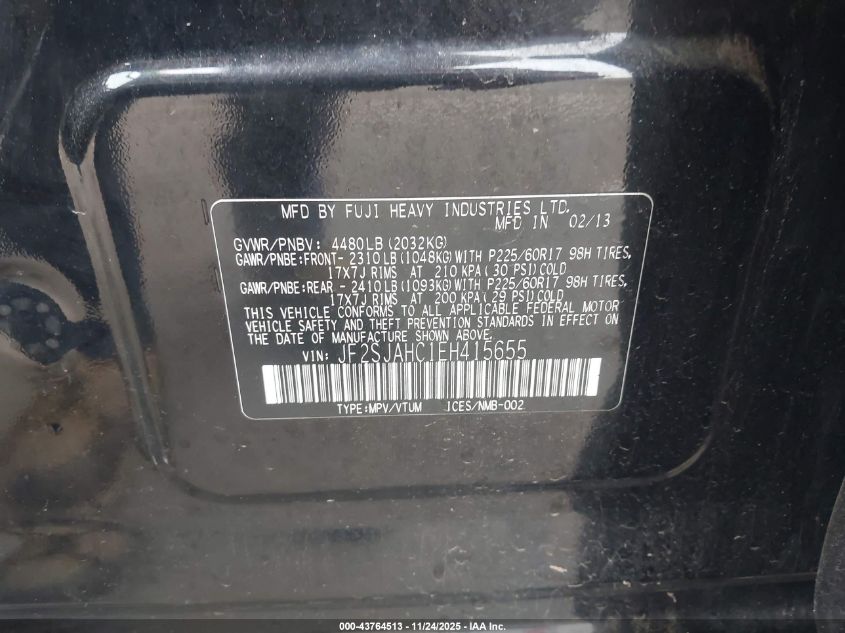 MFD BY FUJI HEAVY INDUSTRIES LTD.
MFD IN 02/13
GVWR/PNBV: 4480LB(2032KG)
GAWR/PNBE:FRONT- 2310LB(1048KG)WITH P225/60R17 98H TIRES,
17X7J RIMS AT 210 KPA(30 PSI)COLD
GAWR/PNBE:REAR - 2410LB(1093KG)WITH P225/60R17 98H TIRES,
17X7J RIMS AT 200 KPA(29 PSI)COLD
THIS VEHICLE CONFORMS TO ALL APPLICABLE FEDERAL MOTOR
VEHICLE SAFETY AND THEFT PREVENTION STANDARDS IN EFFECT ON
THE DATE OF MANUFACTURE SHOWN ABOVE.
VIN: JF2SJAHC1EH415655
TYPE:MPV/VTUM ICES/NMB-002
000-43764513 - 11/24/2025 - IAA Inc.